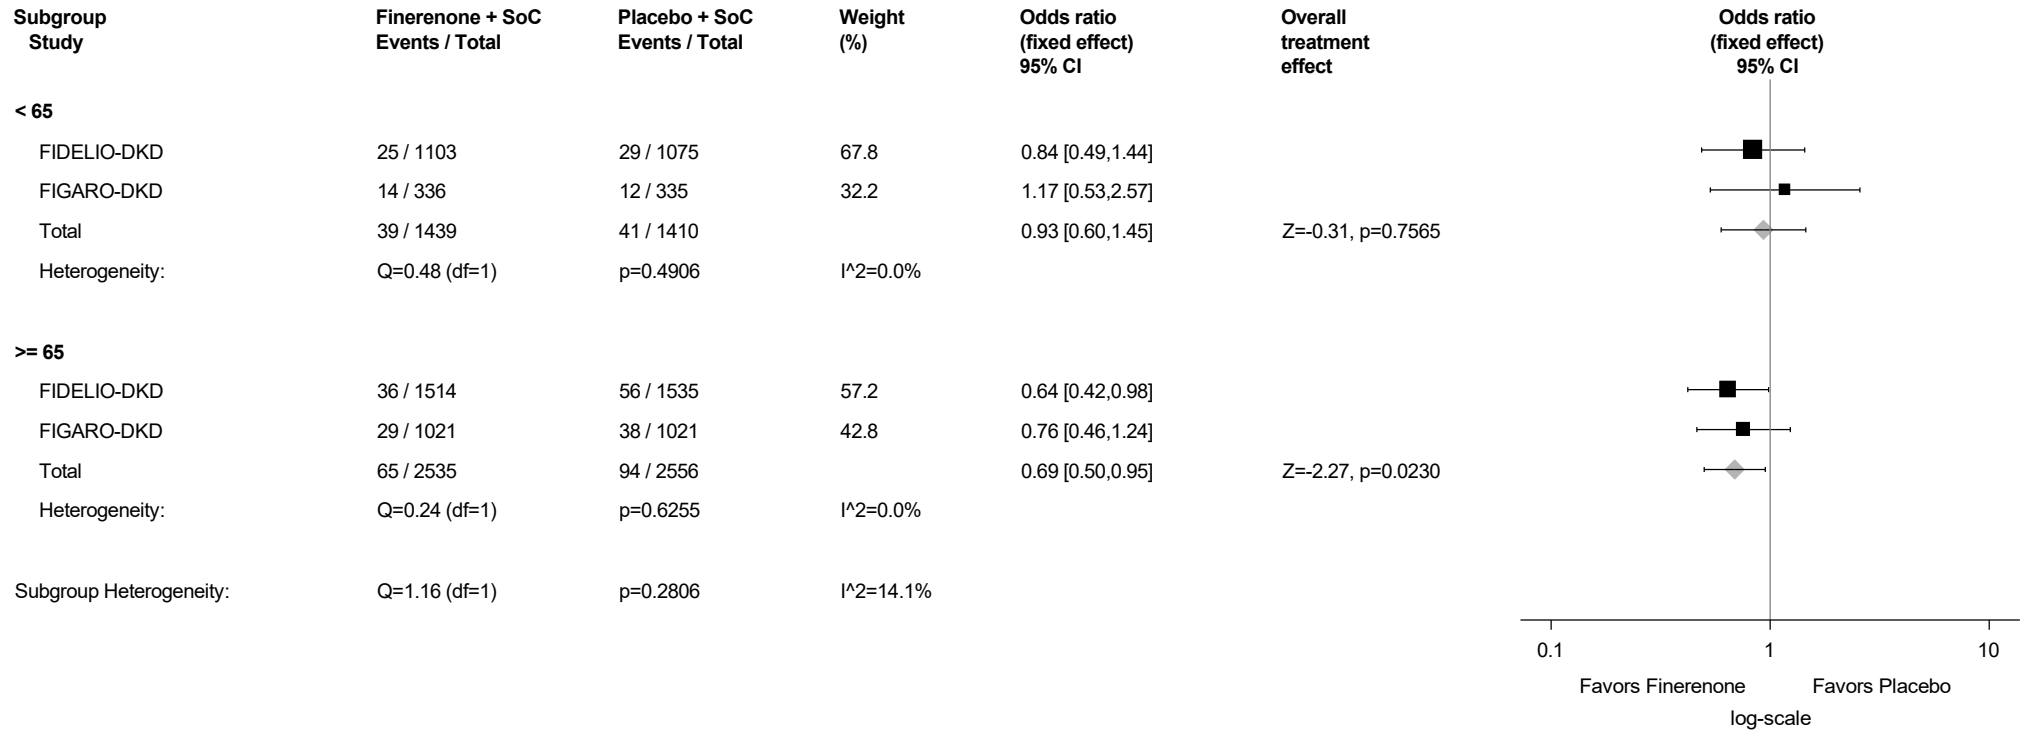 Subgroup Finerenone + SoC Placebo + SoC Weight Odds ratio Overall Odds ratio
Study Events / Total Events / Total (%) (fixed effect) treatment (fixed effect)
95% CI effect 95% CI
< 65
FIDELIO-DKD 25 / 1103 29 / 1075 67.8 0.84 [0.49,1.44]
FIGARO-DKD 14 / 336 12 / 335 32.2 1.17 [0.53,2.57]
Total 39 / 1439 41 / 1410 0.93 [0.60,1.45] Z=-0.31, p=0.7565
Heterogeneity: Q=0.48 (df=1) p=0.4906 I^2=0.0%
>= 65
FIDELIO-DKD 36 / 1514 56 / 1535 57.2 0.64 [0.42,0.98]
FIGARO-DKD 29 / 1021 38 / 1021 42.8 0.76 [0.46,1.24]
Total 65 / 2535 94 / 2556 0.69 [0.50,0.95] Z=-2.27, p=0.0230
Heterogeneity: Q=0.24 (df=1) p=0.6255 I^2=0.0%
Subgroup Heterogeneity: Q=1.16 (df=1) p=0.2806 I^2=14.1%
0.1 1 10
Favors Finerenone Favors Placebo
log-scale